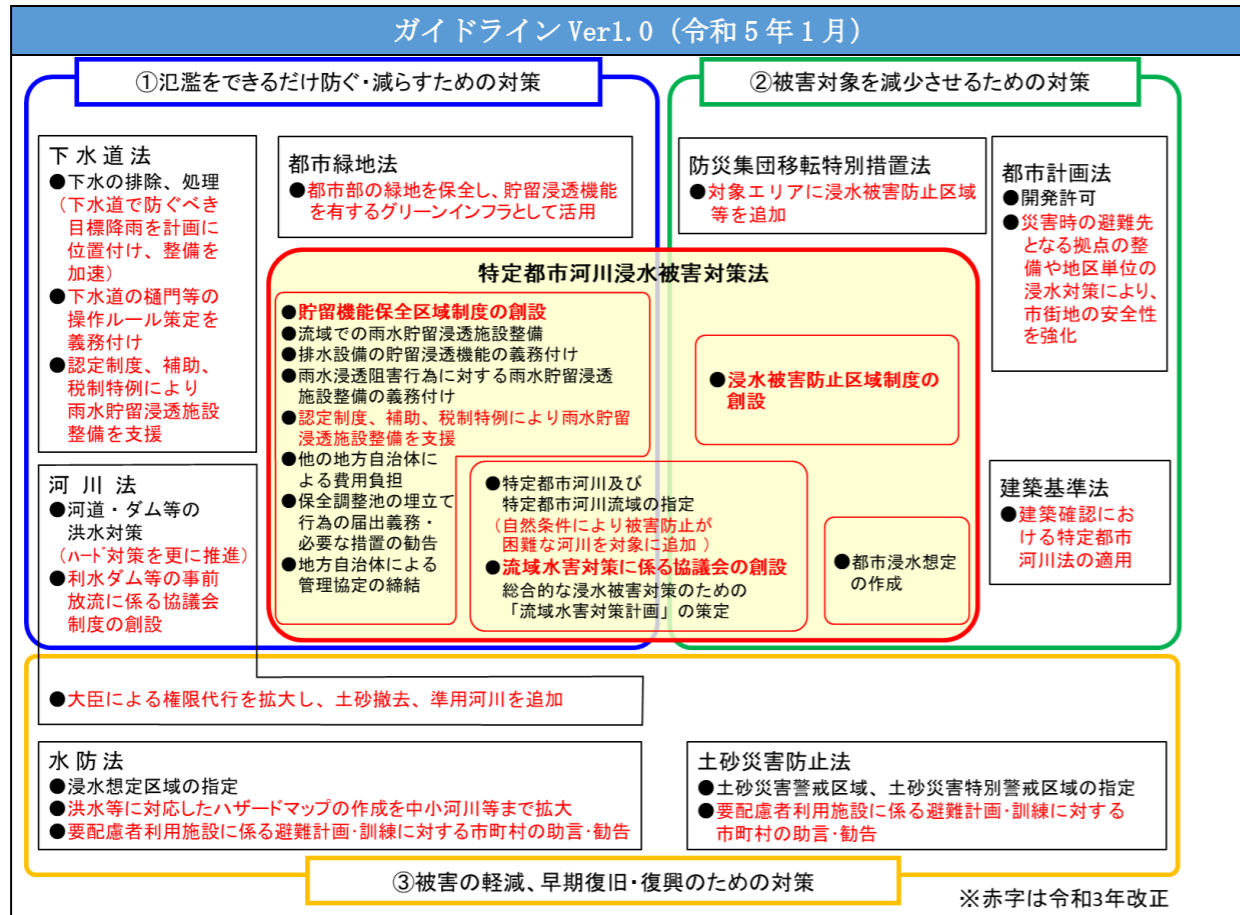 ガイドライン Ver1.0 (令和５年１月)
①氾濫をできるだけ防ぐ・減らすための対策
②被害対象を減少させるための対策
下 水 道 法
●下水の排除、処理
（下水道で防ぐべき
目標降雨を計画に
位置付け、整備を
加速）
●下水道の樋門等の
操作ルール策定を
義務付け
●認定制度、補助、
税制特例により
雨水貯留浸透施設
整備を支援
都市緑地法
●都市部の緑地を保全し、貯留浸透機能
を有するグリーンインフラとして活用
防災集団移転特別措置法
●対象エリアに浸水被害防止区域
等を追加
都市計画法
●開発許可
●災害時の避難先
となる拠点の整
備や地区単位の
浸水対策により、
市街地の安全性
を強化
特定都市河川浸水被害対策法
●貯留機能保全区域制度の創設
●流域での雨水貯留浸透施設整備
●排水設備の貯留浸透機能の義務付け
●雨水浸透阻害行為に対する雨水貯留浸透
施設整備の義務付け
●認定制度、補助、税制特例により雨水貯留
浸透施設整備を支援
●他の地方自治体に
よる費用負担
●保全調整池の埋立て
行為の届出義務・
必要な措置の勧告
●地方自治体による
管理協定の締結
●浸水被害防止区域制度の
創設
●特定都市河川及び
特定都市河川流域の指定
（自然条件により被害防止が
困難な河川を対象に追加 ）
●流域水害対策に係る協議会の創設
総合的な浸水被害対策のための
「流域水害対策計画」の策定
●都市浸水想定
の作成
河 川 法
●河道・ダム等の
洪水対策
（ﾊｰﾄﾞ対策を更に推進）
●利水ダム等の事前
放流に係る協議会
制度の創設
建築基準法
●建築確認にお
ける特定都市
河川法の適用
●大臣による権限代行を拡大し、土砂撤去、準用河川を追加
水 防 法
●浸水想定区域の指定
●洪水等に対応したハザードマップの作成を中小河川等まで拡大
●要配慮者利用施設に係る避難計画・訓練に対する市町村の助言・勧告
土砂災害防止法
●土砂災害警戒区域、土砂災害特別警戒区域の指定
●要配慮者利用施設に係る避難計画・訓練に対する
市町村の助言・勧告
③被害の軽減、早期復旧・復興のための対策
※赤字は令和3年改正